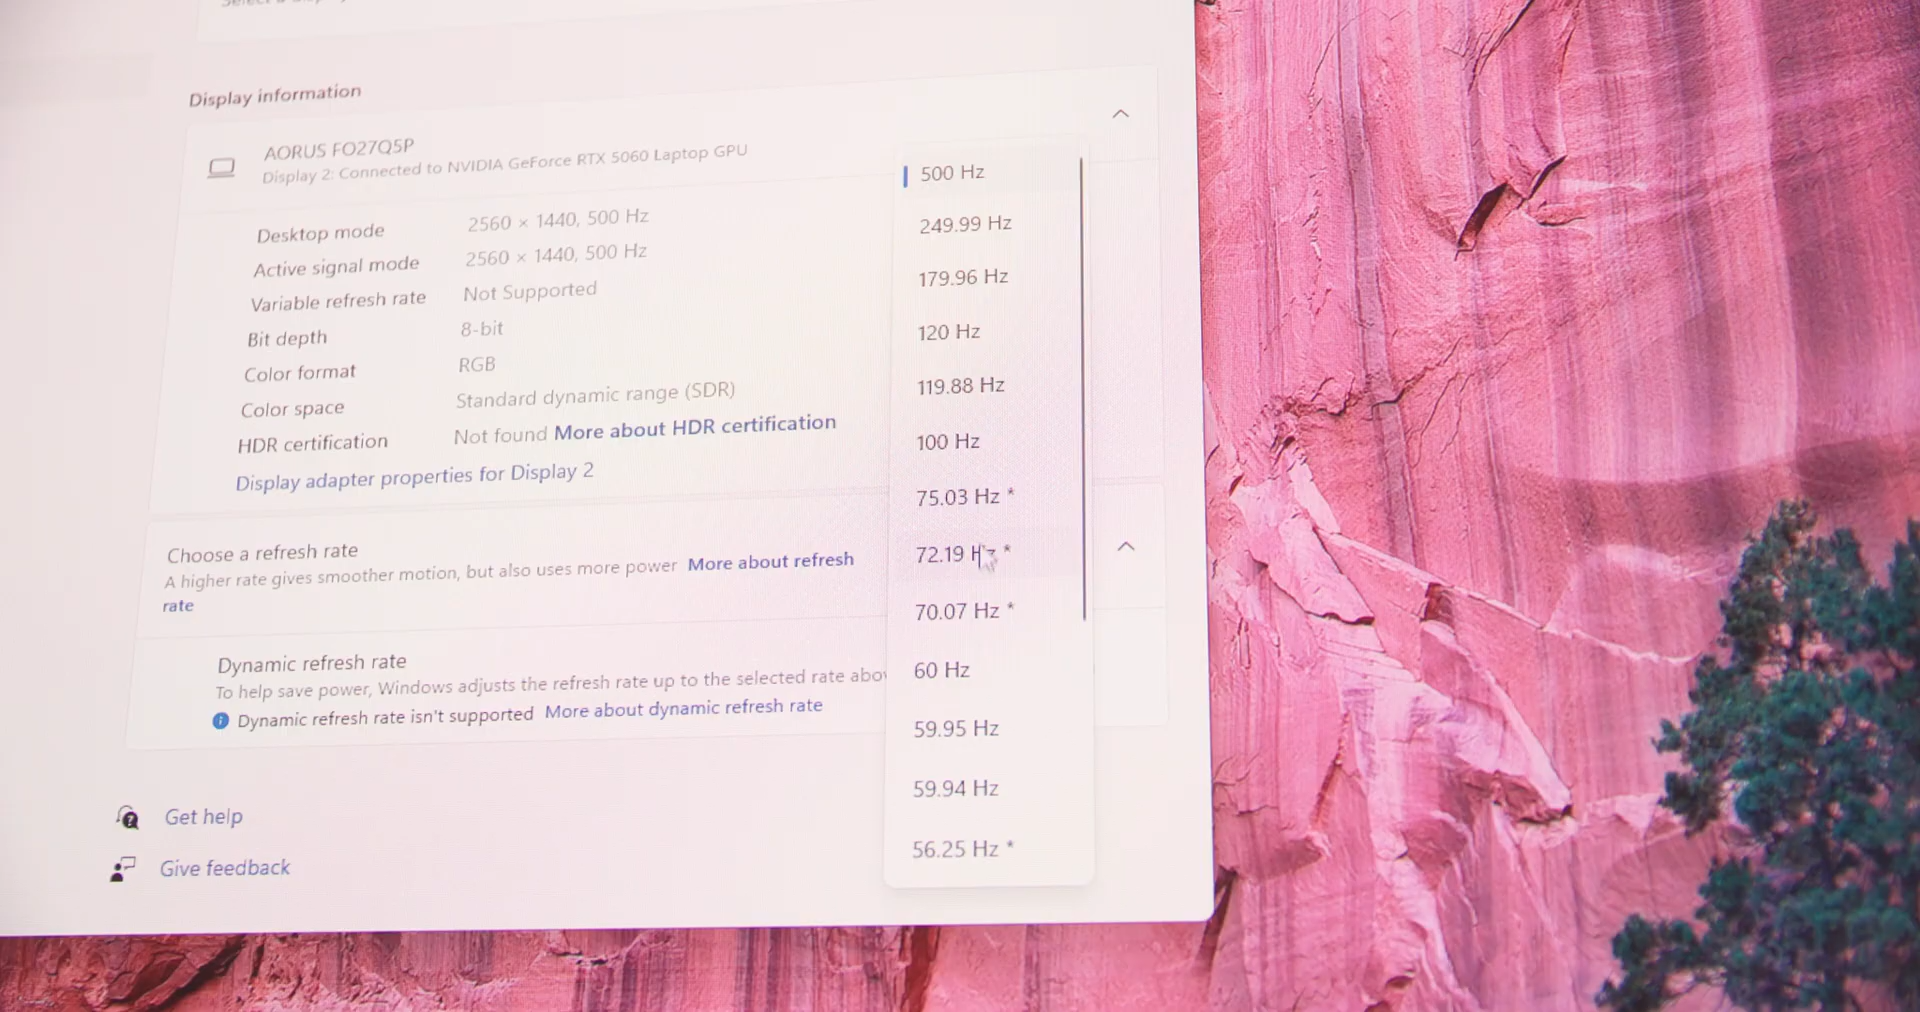 Select a display
Display information
AORUS FO27Q5P
Display 2: Connected to NVIDIA GeForce RTX 5060 Laptop GPU
Desktop mode 2560 × 1440, 500 Hz
Active signal mode 2560 × 1440, 500 Hz
Variable refresh rate Not Supported
Bit depth 8-bit
Color format RGB
Color space Standard dynamic range (SDR)
HDR certification Not found More about HDR certification
Display adapter properties for Display 2
Choose a refresh rate
A higher rate gives smoother motion, but also uses more power More about refresh
rate
Dynamic refresh rate
To help save power, Windows adjusts the refresh rate up to the selected rate
Dynamic refresh rate isn't supported More about dynamic refresh rate
Get help
Give feedback
500 Hz
249.99 Hz
179.96 Hz
120 Hz
119.88 Hz
100 Hz
75.03 Hz *
72.19 Hz *
70.07 Hz *
60 Hz
59.95 Hz
59.94 Hz
56.25 Hz *